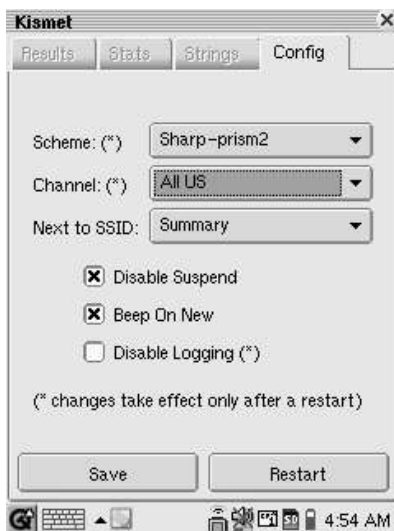 Kismet
Results Stats Strings Config
Scheme: (*) Sharp-prism2
Channel: (*) All US
Next to SSID: Summary
Disable Suspend
Beep On New
Disable Logging (*)
(* changes take effect only after a restart)
Save Restart
4:54 AM